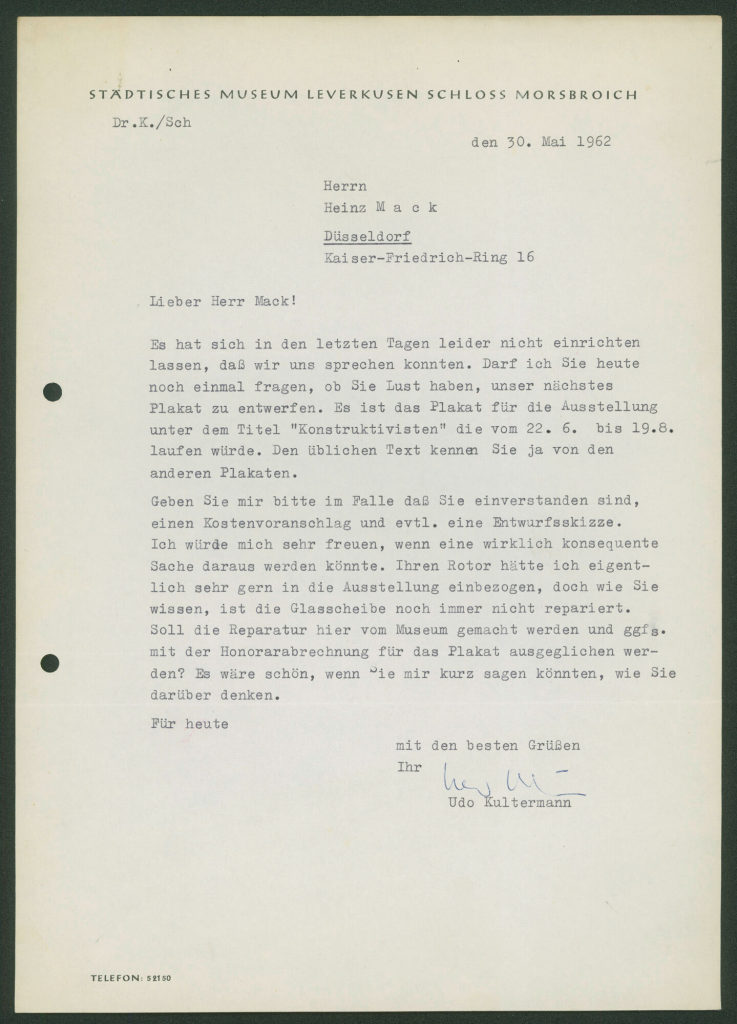 STÄDTISCHES MUSEUM LEVERKUSEN SCHLOSS MORSBROICH
Dr.K./Sch
den 30. Mai 1962
Herrn
Heinz M a c k
Düsseldorf
Kaiser-Friedrich-Ring 16
Lieber Herr Mack!
Es hat sich in den letzten Tagen leider nicht einrichten
lassen, daß wir uns sprechen konnten. Darf ich Sie heute
noch einmal fragen, ob Sie Lust haben, unser nächstes
Plakat zu entwerfen. Es ist das Plakat für die Ausstellung
unter dem Titel "Konstruktivisten" die vom 22. 6. bis 19.8.
laufen würde. Den üblichen Text kennen Sie ja von den
anderen Plakaten.
Geben Sie mir bitte im Falle daß Sie einverstanden sind,
einen Kostenvoranschlag und evtl. eine Entwurfsskizze.
Ich würde mich sehr freuen, wenn eine wirklich konsequente
Sache daraus werden könnte. Ihren Rotor hätte ich eigent-
lich sehr gern in die Ausstellung einbezogen, doch wie Sie
wissen, ist die Glasscheibe noch immer nicht repariert.
Soll die Reparatur hier vom Museum gemacht werden und ggfs.
mit der Honorarabrechnung für das Plakat ausgeglichen wer-
den? Es wäre schön, wenn Sie mir kurz sagen könnten, wie Sie
darüber denken.
Für heute
mit den besten Grüßen
Ihr
Udo Kultermann
TELEFON: 52150